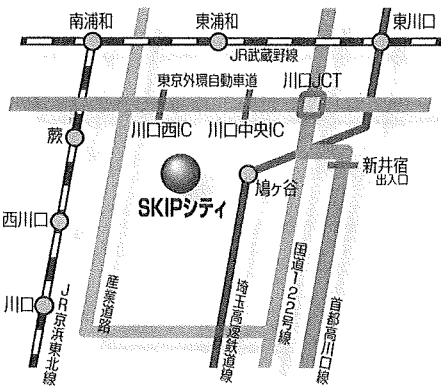 南浦和
東浦和
東川口
JR武蔵野線
東京外環自動車道
川口JCT
川口西IC
川口中央IC
蕨
新井宿
出入口
鳩ヶ谷
SKIPシティ
西川口
川口
JR京浜東北線
産業道路
埼玉高速鉄道線
国道122号線
首都高川口線